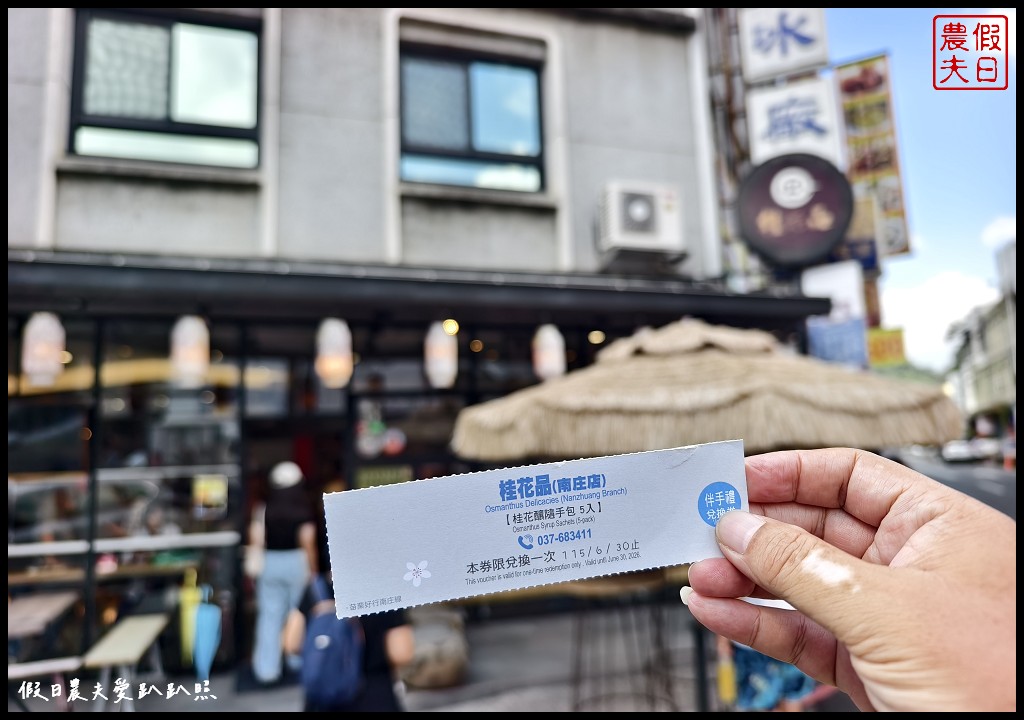 冰
廠
假日
農夫
桂花品(南庄店)
Osmanthus Delicacies (Nanzhuang Branch)
【桂花釀隨手包 5入】
Osmanthus Syrup Sachets (5-pack)
037-683411
本券限兌換一次 115/6/30止
This voucher is valid for one-time redemption only. Valid until June 30, 2026.
伴手禮
兌換券
苗栗好行南庄線
假日農夫愛趴趴照